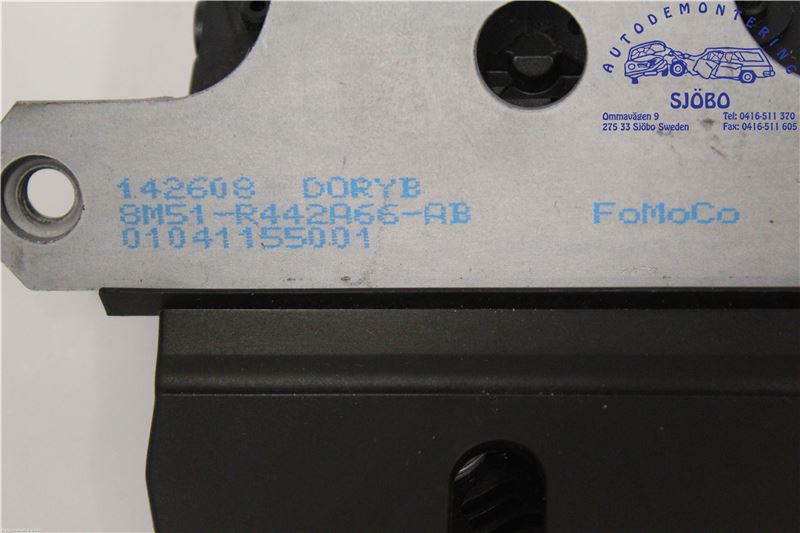 AUTODEMONTERING
SJÖBO
Ommavägen 9 Tel: 0416-511 370
275 33 Sjöbo Sweden Fax: 0416-511 605
142608 DORYB
8M51-R442A66-AB FoMoCo
01041155001